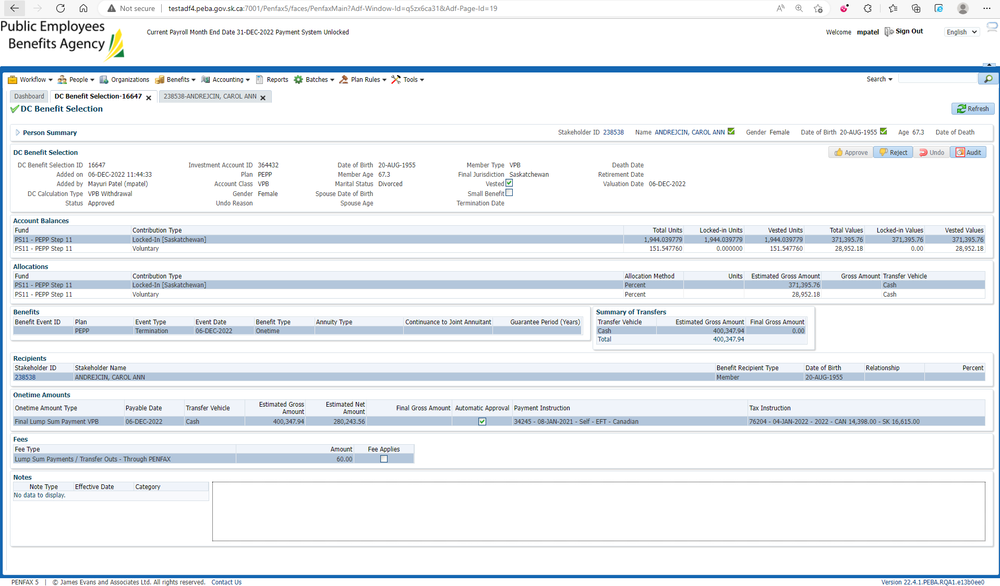 Not secure | testadf4.peba.gov.sk.ca:7001/Penfax5/faces/PenfaxMain?Adf-Window-Id=q5zx6ca31&Adf-Page-Id=19
Public Employees
Benefits Agency
Current Payroll Month End Date 31-DEC-2022 Payment System Unlocked
Welcome mpatel Sign Out English
Workflow People Organizations Benefits Accounting Reports Batches Plan Rules Tools Search
Dashboard DC Benefit Selection-16647 238538-ANDREJCIN, CAROL ANN
DC Benefit Selection
Refresh
Person Summary Stakeholder ID 238538 Name ANDREJCIN, CAROL ANN Gender Female Date of Birth 20-AUG-1955 Age 67.3 Date of Death
DC Benefit Selection Approve Reject Undo Audit
DC Benefit Selection ID 16647 Investment Account ID 364432 Date of Birth 20-AUG-1955 Member Type VPB Death Date
Added on 06-DEC-2022 11:44:33 Plan PEPP Member Age 67.3 Final Jurisdiction Saskatchewan Retirement Date
Added by Mayuri Patel (mpatel) Account Class VPB Marital Status Divorced Vested Valuation Date 06-DEC-2022
DC Calculation Type VPB Withdrawal Gender Female Spouse Date of Birth Small Benefit
Status Approved Undo Reason Spouse Age Termination Date
Account Balances
Fund Contribution Type Total Units Locked-in Units Vested Units Total Values Locked-in Values Vested Values
PS11 - PEPP Step 11 Locked-In [Saskatchewan] 1,944.039779 1,944.039779 1,944.039779 371,395.76 371,395.76 371,395.76
PS11 - PEPP Step 11 Voluntary 151.547760 0.000000 151.547760 28,952.18 0.00 28,952.18
Allocations
Fund Contribution Type Allocation Method Units Estimated Gross Amount Gross Amount Transfer Vehicle
PS11 - PEPP Step 11 Locked-In [Saskatchewan] Percent 371,395.76 Cash
PS11 - PEPP Step 11 Voluntary Percent 28,952.18 Cash
Benefits
Benefit Event ID Plan Event Type Event Date Benefit Type Annuity Type Continuance to Joint Annuitant Guarantee Period (Years)
PEPP Termination 06-DEC-2022 Onetime
Summary of Transfers
Transfer Vehicle Estimated Gross Amount Final Gross Amount
Cash 400,347.94 0.00
Total 400,347.94
Recipients
Stakeholder ID Stakeholder Name Benefit Recipient Type Date of Birth Relationship Percent
238538 ANDREJCIN, CAROL ANN Member 20-AUG-1955
Onetime Amounts
Onetime Amount Type Payable Date Transfer Vehicle Estimated Gross Amount Estimated Net Amount Final Gross Amount Automatic Approval Payment Instruction Tax Instruction
Final Lump Sum Payment VPB 06-DEC-2022 Cash 400,347.94 280,243.56 34245 - 08-JAN-2021 - Self - EFT - Canadian 76204 - 04-JAN-2022 - 2022 - CAN 14,398.00 - SK 16,615.00
Fees
Fee Type Amount Fee Applies
Lump Sum Payments / Transfer Outs - Through PENFAX 60.00
Notes
Note Type Effective Date Category
No data to display.
PENFAX 5 | © James Evans and Associates Ltd. All rights reserved. Contact Us Version 22.4.1.PEBA.RQA1.e13b0ee0